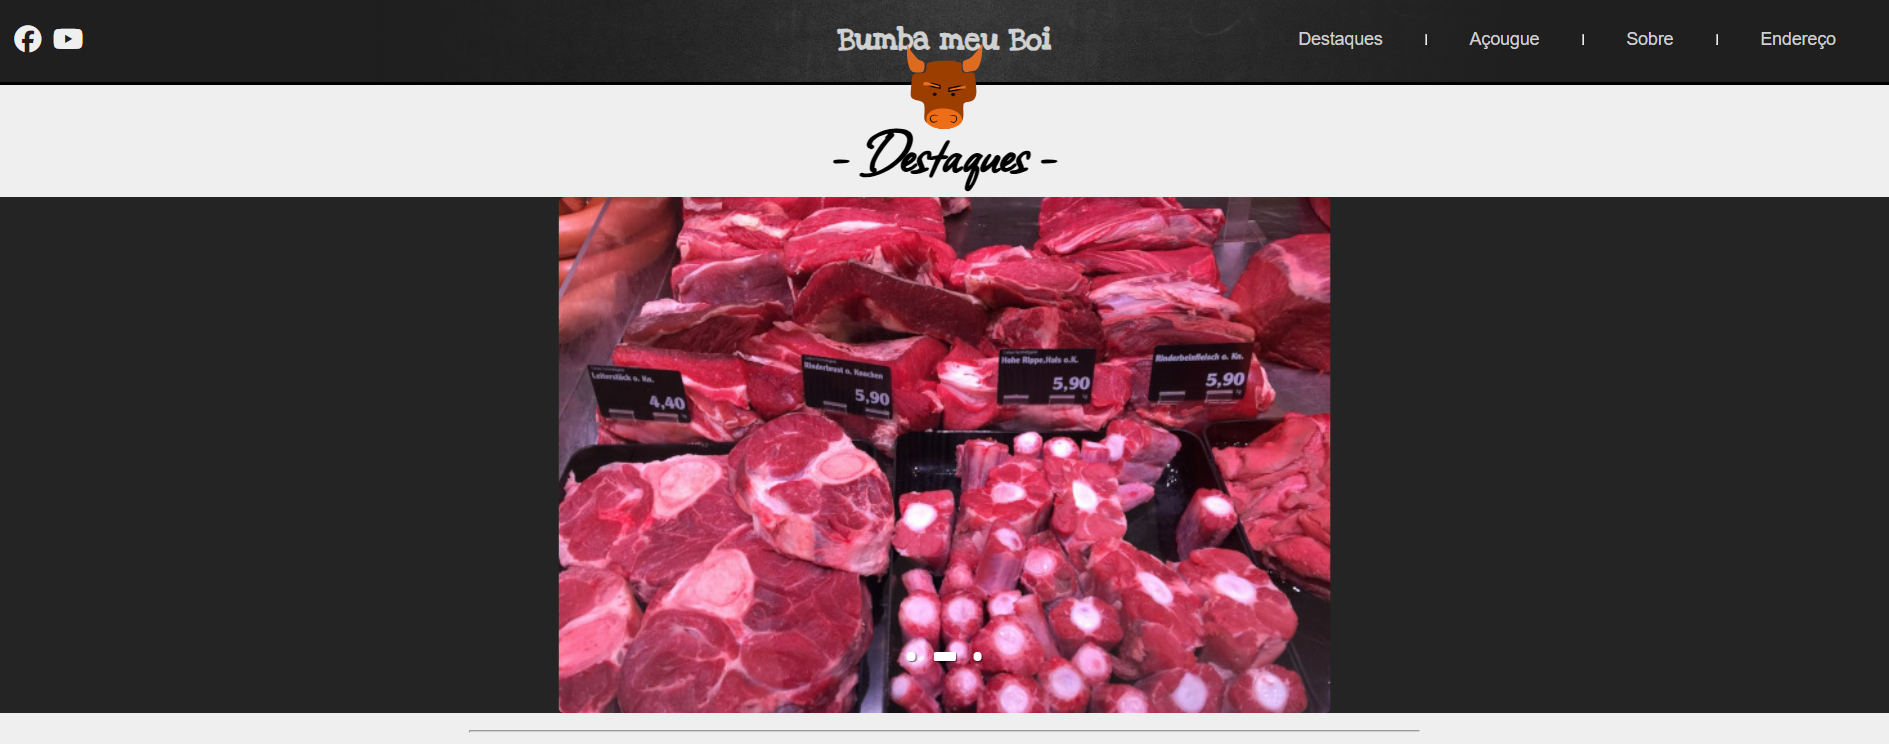 Bumba meu Boi
Destaques
Açougue
Sobre
Endereço
- Destaques -
Leiterstück o. Kn.
4,40
Rinderbrust o. Knochen
5,90
Hohe Rippe,Hals o.K.
5,90
Rinderbeinfleisch o. Kn.
5,90